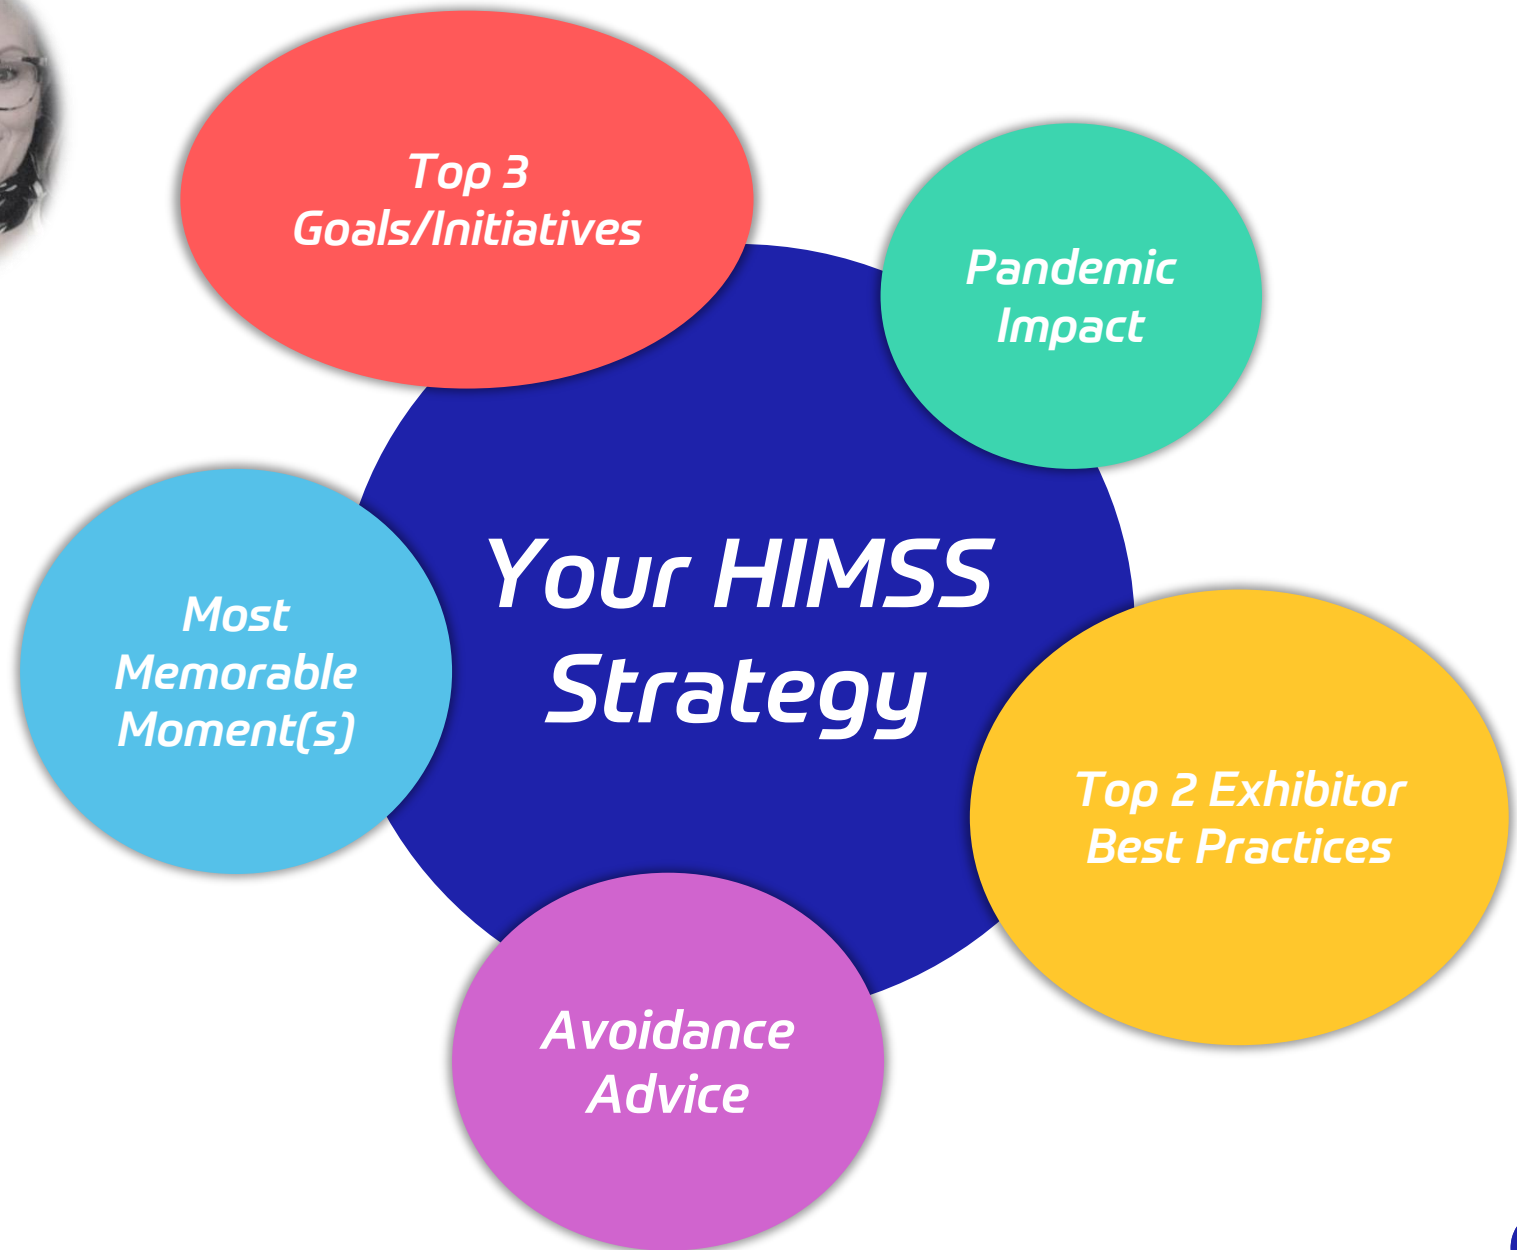 Top 3
Goals/Initiatives
Pandemic
Impact
Your HIMSS
Strategy
Most
Memorable
Moment(s)
Top 2 Exhibitor
Best Practices
Avoidance
Advice